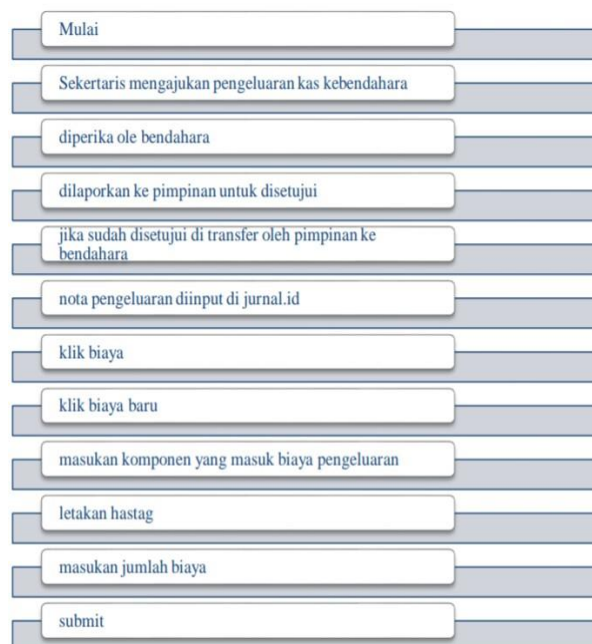 Mulai
Sekertaris mengajukan pengeluaran kas kebendahara
diperika ole bendahara
dilaporkan ke pimpinan untuk disetujui
jika sudah disetujui di transfer oleh pimpinan ke
bendahara
nota pengeluaran diinput di jurnal.id
klik biaya
klik biaya baru
masukan komponen yang masuk biaya pengeluaran
letakan hastag
masukan jumlah biaya
submit